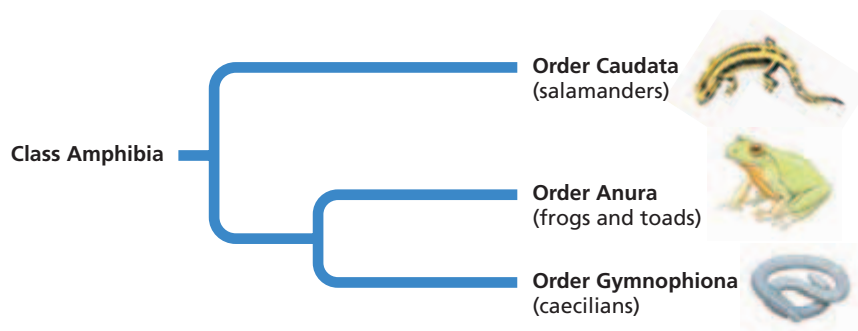 Order Caudata
(salamanders)
Class Amphibia
Order Anura
(frogs and toads)
Order Gymnophiona
(caecilians)